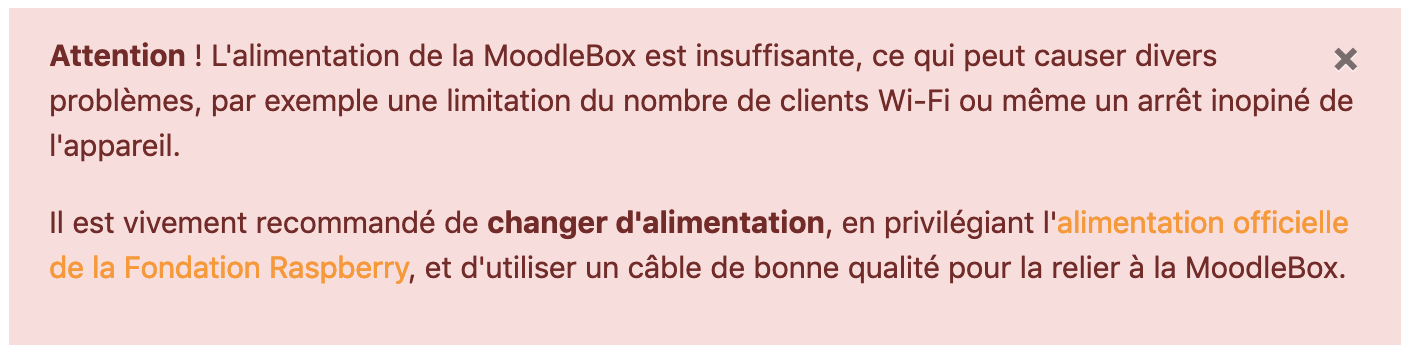 Attention ! L'alimentation de la MoodleBox est insuffisante, ce qui peut causer divers
problèmes, par exemple une limitation du nombre de clients Wi-Fi ou même un arrêt inopiné de
l'appareil.
Il est vivement recommandé de changer d'alimentation, en privilégiant l'alimentation officielle
de la Fondation Raspberry, et d'utiliser un câble de bonne qualité pour la relier à la MoodleBox.